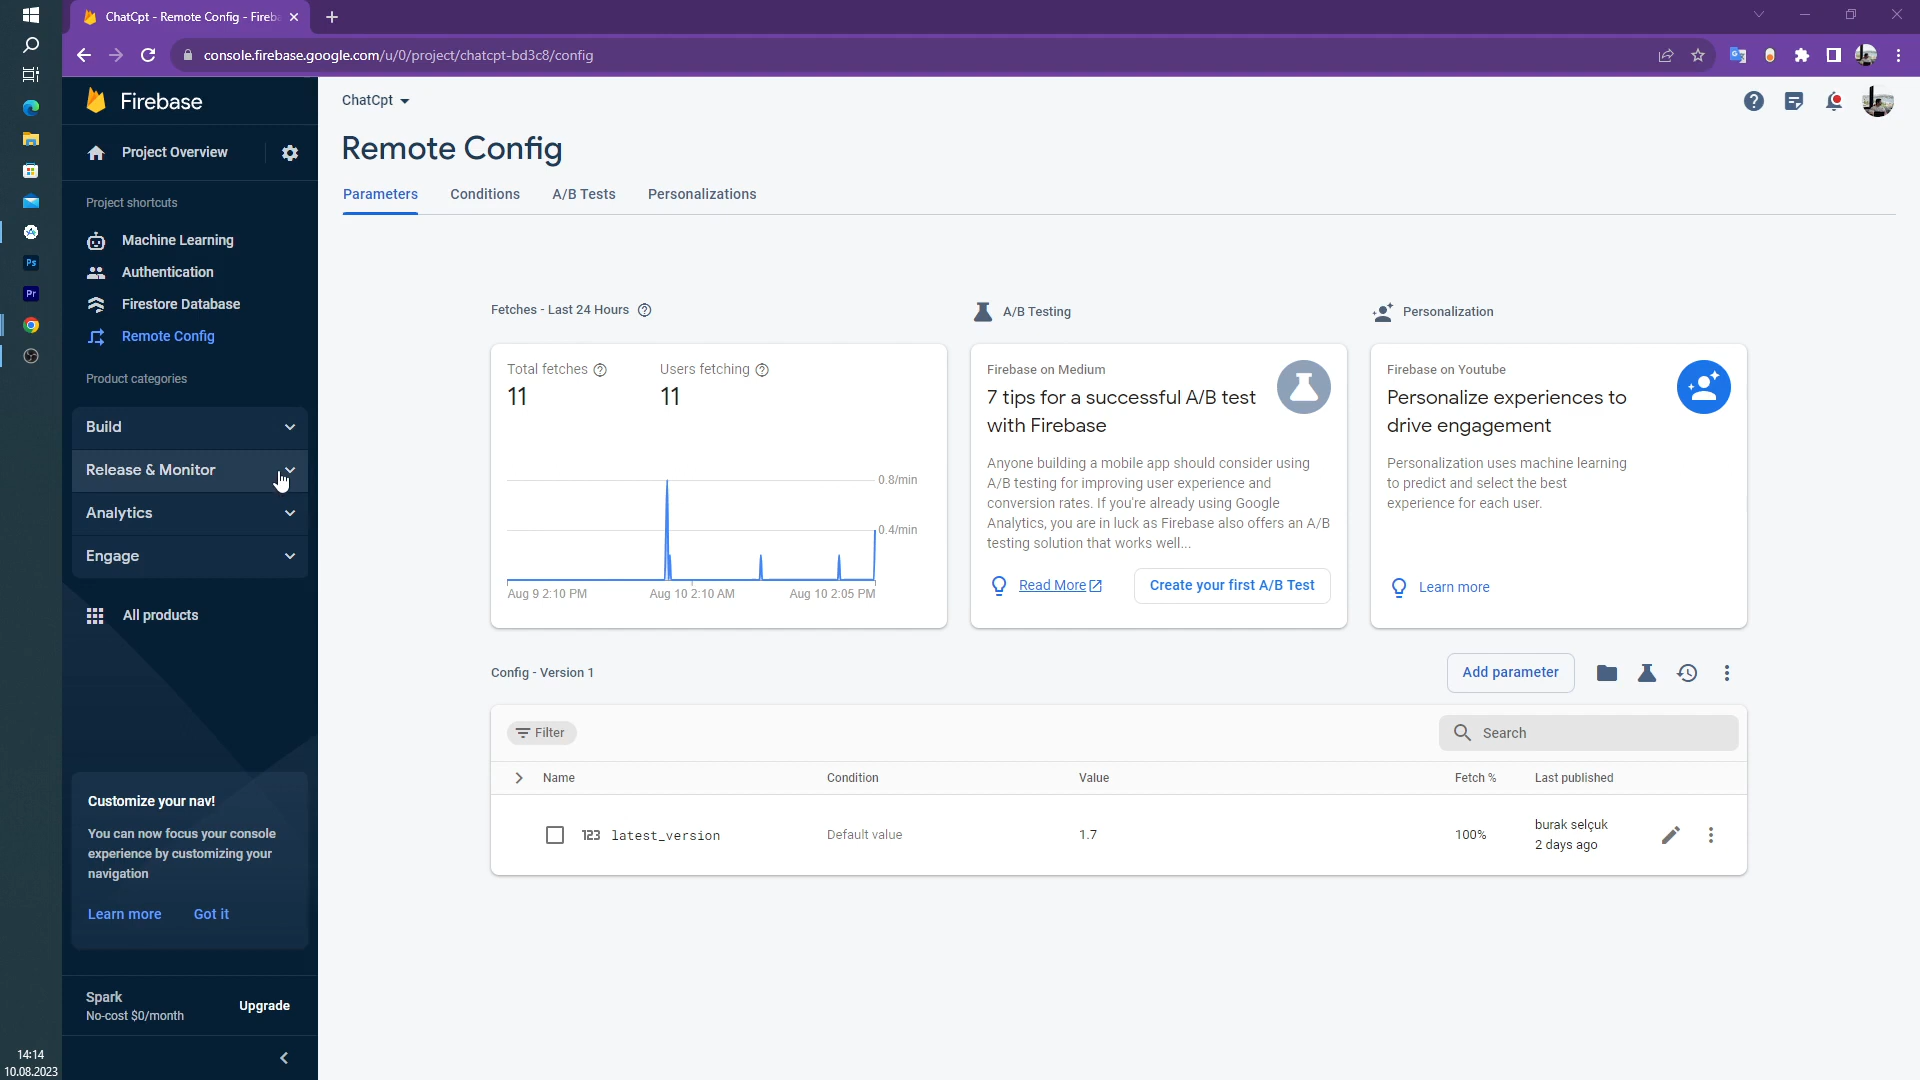 ChatCpt - Remote Config - Fireb
console.firebase.google.com/u/0/project/chatcpt-bd3c8/config
Firebase
Project Overview
Project shortcuts
Machine Learning
Authentication
Firestore Database
Remote Config
Product categories
Build
Release & Monitor
Analytics
Engage
All products
Customize your nav!
You can now focus your console
experience by customizing your
navigation
Learn more
Got it
Spark
No-cost $0/month
Upgrade
Ps
Pr
14:14
10.08.2023
ChatCpt
Remote Config
Parameters
Conditions
A/B Tests
Personalizations
Fetches - Last 24 Hours
Total fetches
11
Users fetching
11
0.8/min
0.4/min
Aug 9 2:10 PM
Aug 10 2:10 AM
Aug 10 2:05 PM
A/B Testing
Firebase on Medium
7 tips for a successful A/B test
with Firebase
Anyone building a mobile app should consider using
A/B testing for improving user experience and
conversion rates. If you're already using Google
Analytics, you are in luck as Firebase also offers an A/B
testing solution that works well...
Read More
Create your first A/B Test
Personalization
Firebase on Youtube
Personalize experiences to
drive engagement
Personalization uses machine learning
to predict and select the best
experience for each user.
Learn more
Config - Version 1
Add parameter
Filter
Search
Name
Condition
Value
Fetch %
Last published
123 latest_version
Default value
1.7
100%
burak selçuk
2 days ago